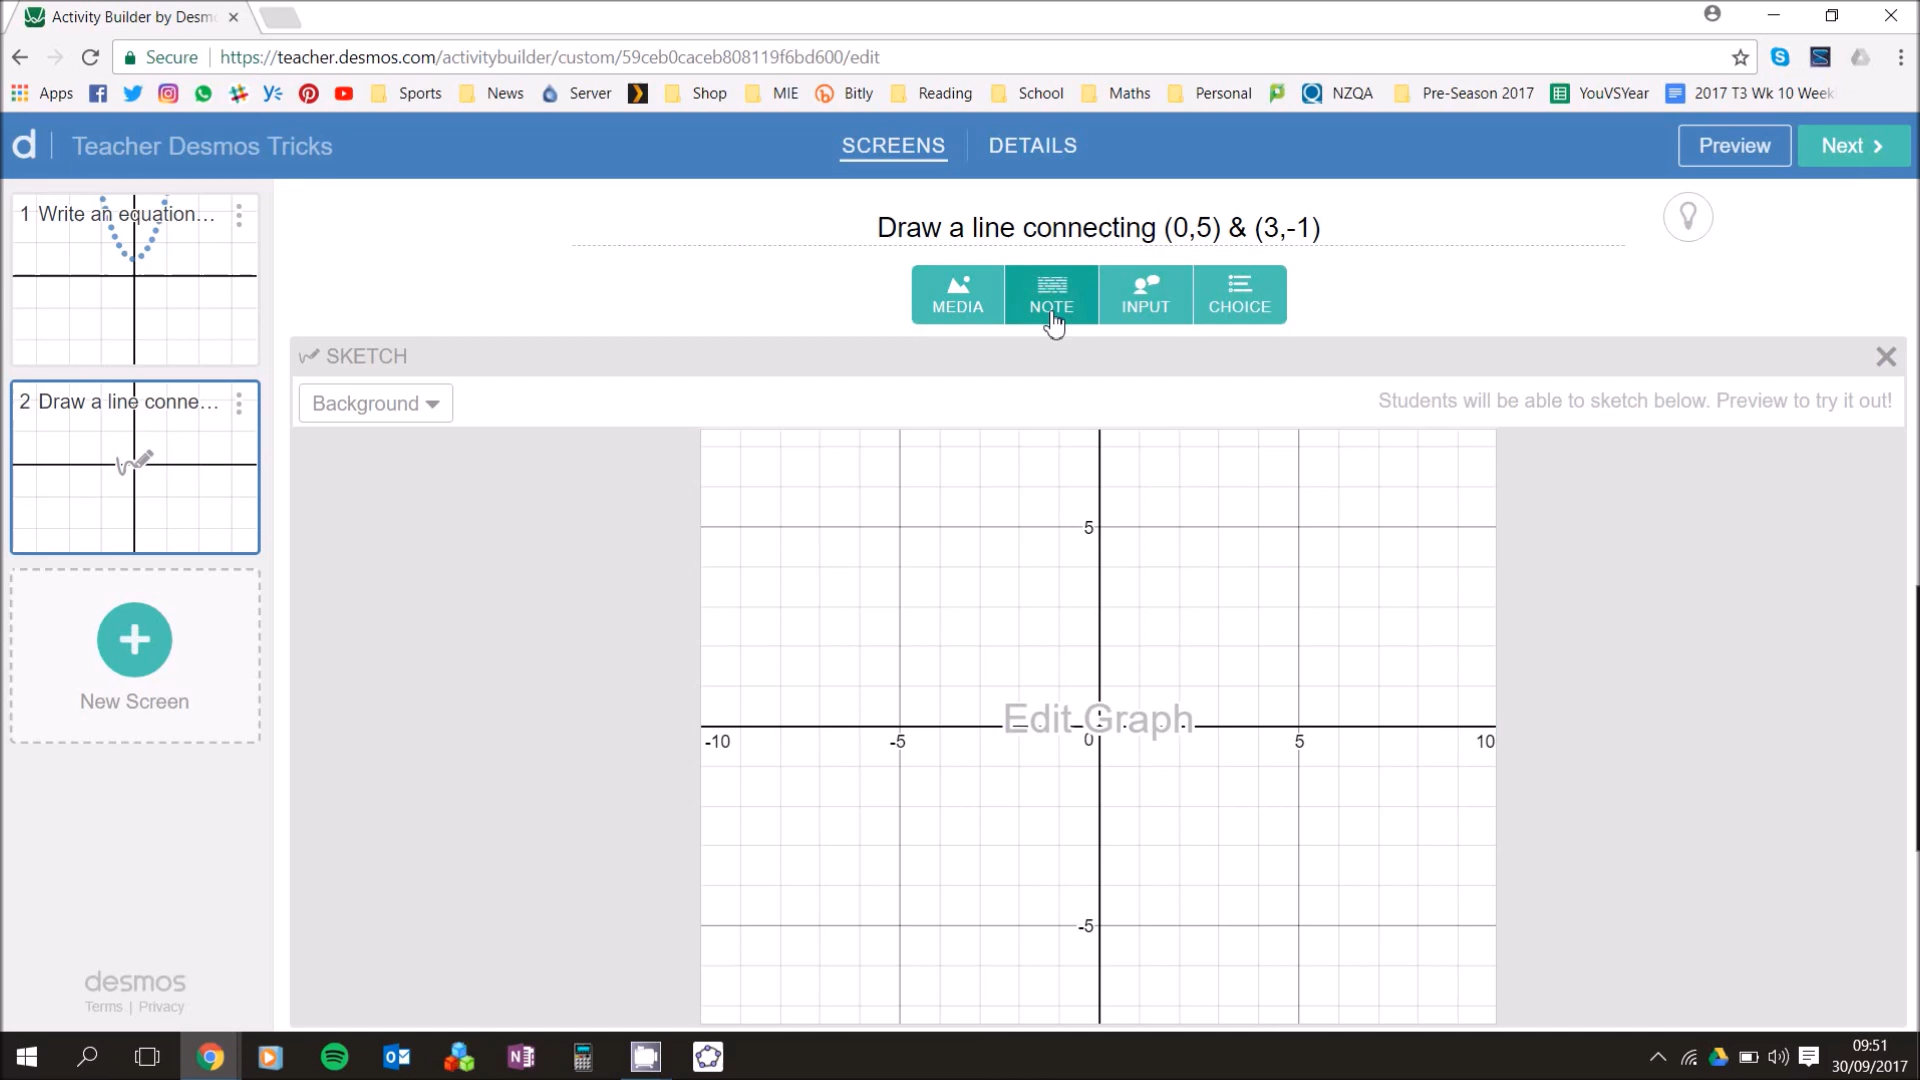 Activity Builder by Desm
Secure https://teacher.desmos.com/activitybuilder/custom/59ceb0caceb808119f6bd600/edit
Apps Sports News Server Shop MIE Bitly Reading School Maths Personal NZQA Pre-Season 2017 YouVSYear 2017 T3 Wk 10 Week
d Teacher Desmos Tricks SCREENS DETAILS Preview Next
1 Write an equation…
Draw a line connecting (0,5) & (3,-1)
MEDIA NOTE INPUT CHOICE
SKETCH
2 Draw a line conne…
Background Students will be able to sketch below. Preview to try it out!
5
New Screen
Edit Graph
-10 -5 0 5 10
-5
desmos
Terms | Privacy
09:51
30/09/2017